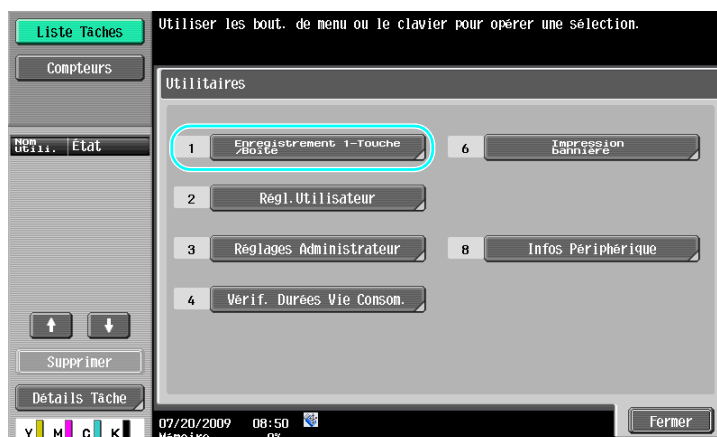 Liste Tâches
Utiliser les bout. de menu ou le clavier pour opérer une sélection.
Compteurs
Utilitaires
Nom Utili. État
1 Enregistrement 1-Touche
/Boîte
6 Impression
bannière
2 Régl.Utilisateur
3 Réglages Administrateur
8 Infos Périphérique
4 Vérif. Durées Vie Consom.
Supprimer
Détails Tâche
Y M C K
07/20/2009 08:50
Mémoire 0%
Fermer